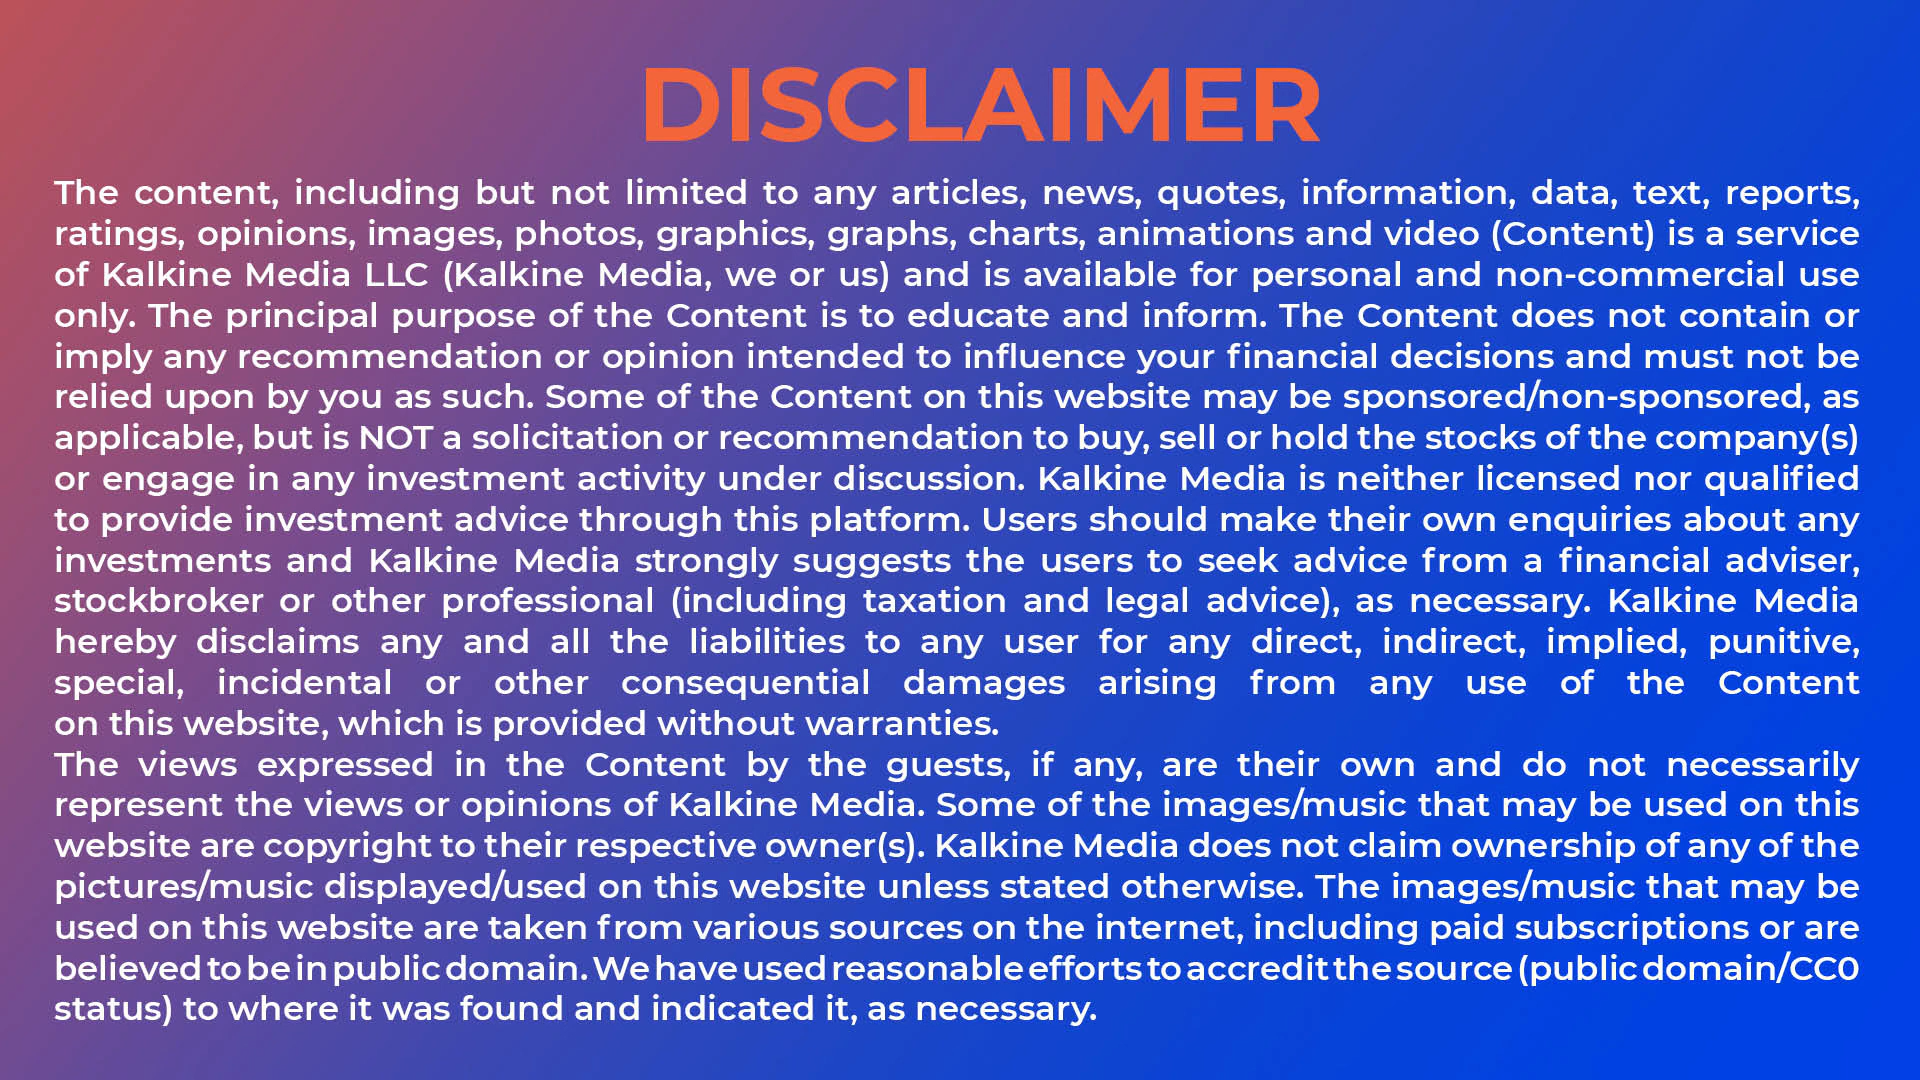 DISCLAIMER
The content, including but not limited to any articles, news, quotes, information, data, text, reports,
ratings, opinions, images, photos, graphics, graphs, charts, animations and video (Content) is a service
of Kalkine Media LLC (Kalkine Media, we or us) and is available for personal and non-commercial use
only. The principal purpose of the Content is to educate and inform. The Content does not contain or
imply any recommendation or opinion intended to influence your financial decisions and must not be
relied upon by you as such. Some of the Content on this website may be sponsored/non-sponsored, as
applicable, but is NOT a solicitation or recommendation to buy, sell or hold the stocks of the company(s)
or engage in any investment activity under discussion. Kalkine Media is neither licensed nor qualified
to provide investment advice through this platform. Users should make their own enquiries about any
investments and Kalkine Media strongly suggests the users to seek advice from a financial adviser,
stockbroker or other professional (including taxation and legal advice), as necessary. Kalkine Media
hereby disclaims any and all the liabilities to any user for any direct, indirect, implied, punitive,
special, incidental or other consequential damages arising from any use of the Content
on this website, which is provided without warranties.
The views expressed in the Content by the guests, if any, are their own and do not necessarily
represent the views or opinions of Kalkine Media. Some of the images/music that may be used on this
website are copyright to their respective owner(s). Kalkine Media does not claim ownership of any of the
pictures/music displayed/used on this website unless stated otherwise. The images/music that may be
used on this website are taken from various sources on the internet, including paid subscriptions or are
believed to be in public domain. We have used reasonable efforts to accredit the source (public domain/CC0
status) to where it was found and indicated it, as necessary.